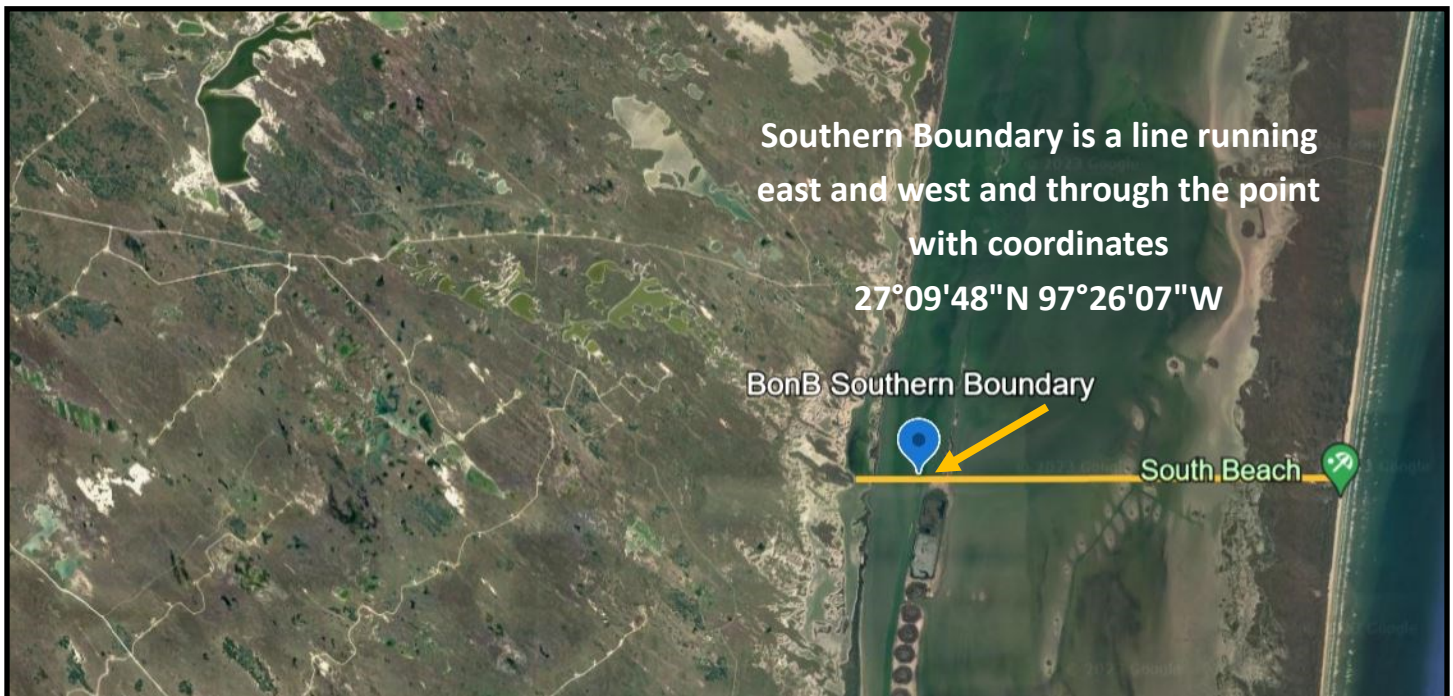 Southern Boundary is a line running
east and west and through the point
with coordinates
27°09'48"N 97°26'07"W
BonB Southern Boundary
South Beach